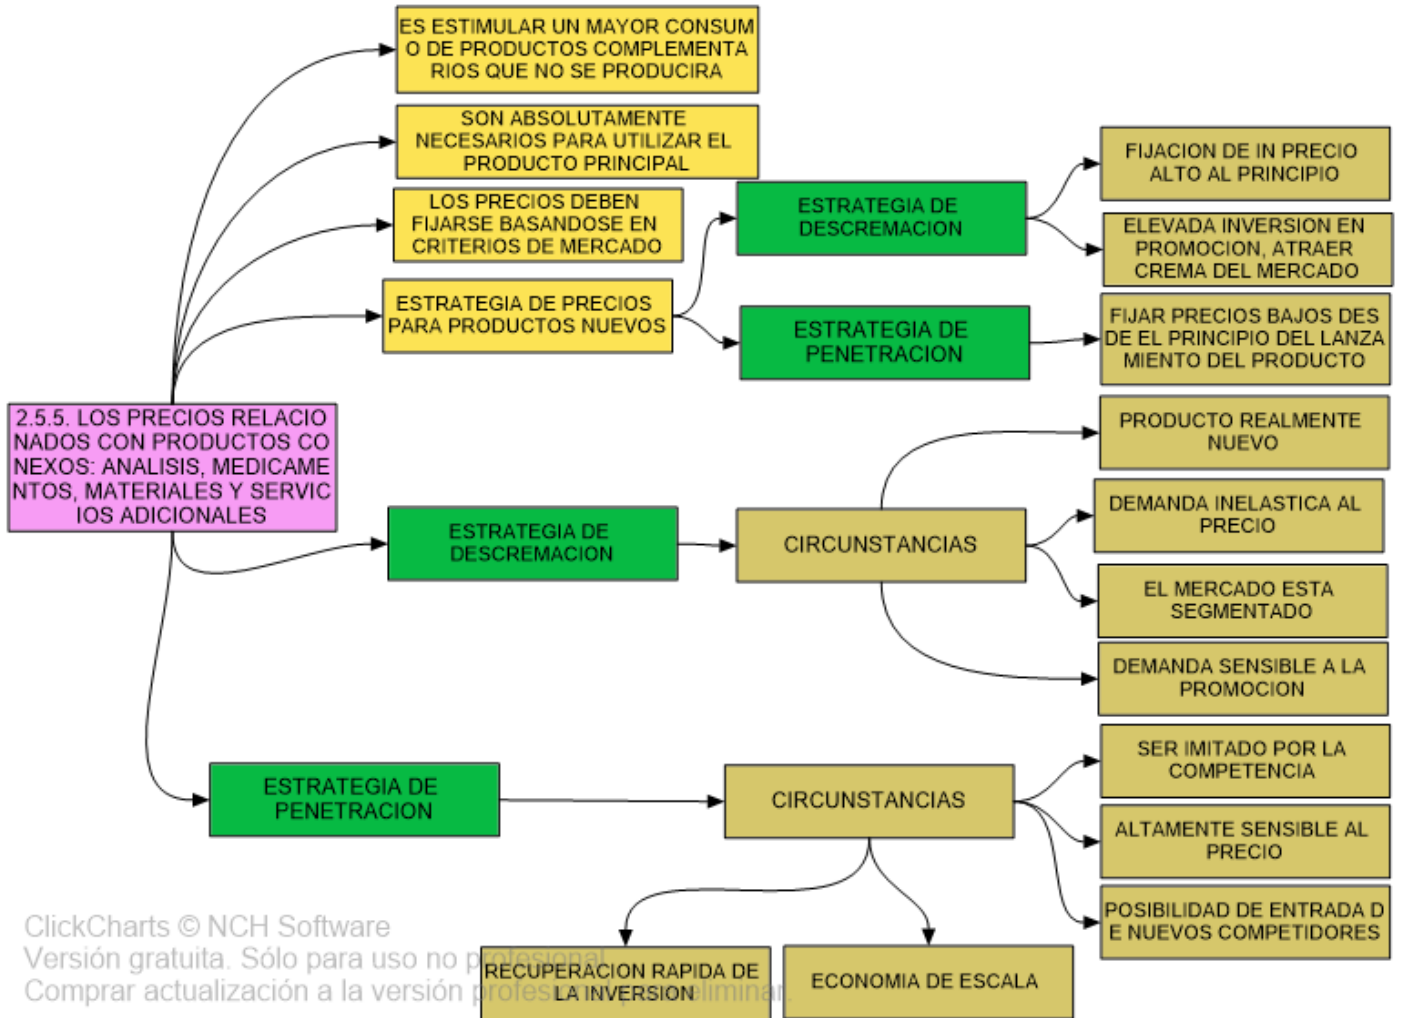 ES ESTIMULAR UN MAYOR CONSUM
O DE PRODUCTOS COMPLEMENTA
RIOS QUE NO SE PRODUCIRA
SON ABSOLUTAMENTE
NECESARIOS PARA UTILIZAR EL
PRODUCTO PRINCIPAL
LOS PRECIOS DEBEN
FIJARSE BASANDOSE EN
CRITERIOS DE MERCADO
ESTRATEGIA DE PRECIOS
PARA PRODUCTOS NUEVOS
ESTRATEGIA DE
DESCREMACION
FIJACION DE IN PRECIO
ALTO AL PRINCIPIO
ELEVADA INVERSION EN
PROMOCION, ATRAER
CREMA DEL MERCADO
ESTRATEGIA DE
PENETRACION
FIJAR PRECIOS BAJOS DES
DE EL PRINCIPIO DEL LANZA
MIENTO DEL PRODUCTO
2.5.5. LOS PRECIOS RELACIO
NADOS CON PRODUCTOS CO
NEXOS: ANALISIS, MEDICAME
NTOS, MATERIALES Y SERVIC
IOS ADICIONALES
ESTRATEGIA DE
DESCREMACION
CIRCUNSTANCIAS
PRODUCTO REALMENTE
NUEVO
DEMANDA INELASTICA AL
PRECIO
EL MERCADO ESTA
SEGMENTADO
DEMANDA SENSIBLE A LA
PROMOCION
ESTRATEGIA DE
PENETRACION
CIRCUNSTANCIAS
SER IMITADO POR LA
COMPETENCIA
ALTAMENTE SENSIBLE AL
PRECIO
POSIBILIDAD DE ENTRADA D
E NUEVOS COMPETIDORES
RECUPERACION RAPIDA DE
LA INVERSION
ECONOMIA DE ESCALA
ClickCharts © NCH Software
Versión gratuita. Sólo para uso no profesional.
Comprar actualización a la versión profesional para eliminar.